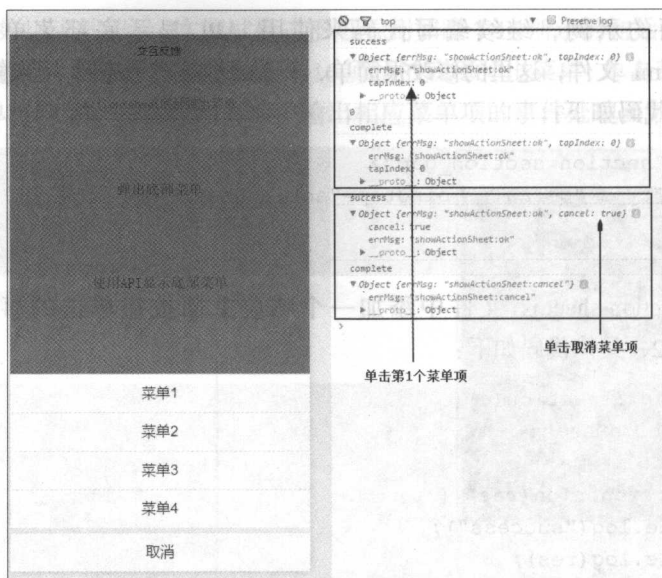 交互反馈
弹出底部菜单
使用API显示底部菜单
菜单1
菜单2
菜单3
菜单4
取消
top
Preserve log
success
Object {errMsg: "showActionSheet:ok", tapIndex: 0}
errMsg: "showActionSheet:ok"
tapIndex: 0
__proto__: Object
0
complete
Object {errMsg: "showActionSheet:ok", tapIndex: 0}
errMsg: "showActionSheet:ok"
tapIndex: 0
__proto__: Object
success
Object {errMsg: "showActionSheet:ok", cancel: true}
cancel: true
errMsg: "showActionSheet:ok"
__proto__: Object
complete
Object {errMsg: "showActionSheet:cancel"}
errMsg: "showActionSheet:cancel"
__proto__: Object
单击取消菜单项
单击第1个菜单项